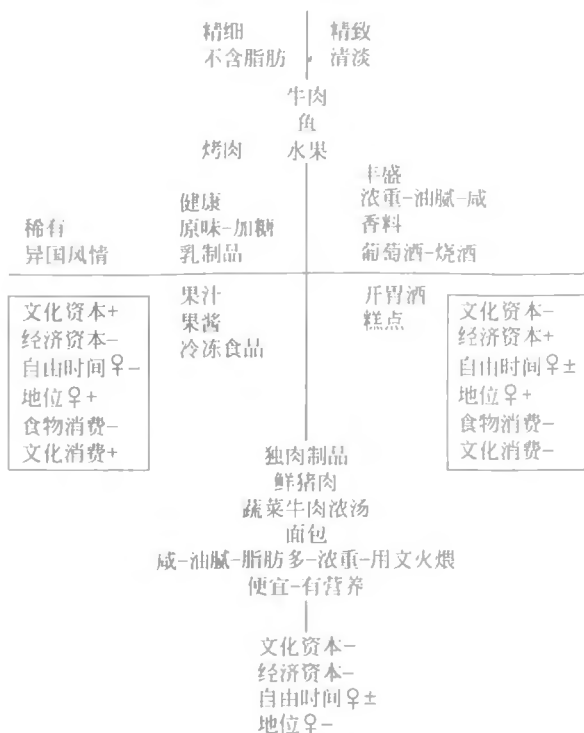 精细 精致
不含脂肪 清淡
牛肉
鱼
烤肉 水果
丰盛
健康 浓重-油腻-咸
稀有 原味-加糖 香料
异国风情 乳制品 葡萄酒-烧酒
果汁 开胃酒
果酱 糕点
冷冻食品
文化资本+
经济资本-
自由时间♀-
地位♀+
食物消费-
文化消费+
文化资本-
经济资本+
自由时间♀±
地位♀+
食物消费-
文化消费-
独肉制品
鲜猪肉
蔬菜牛肉浓汤
面包
咸-油腻-脂肪多-浓重-用文火煨
便宜-有营养
文化资本-
经济资本-
自由时间♀±
地位♀-